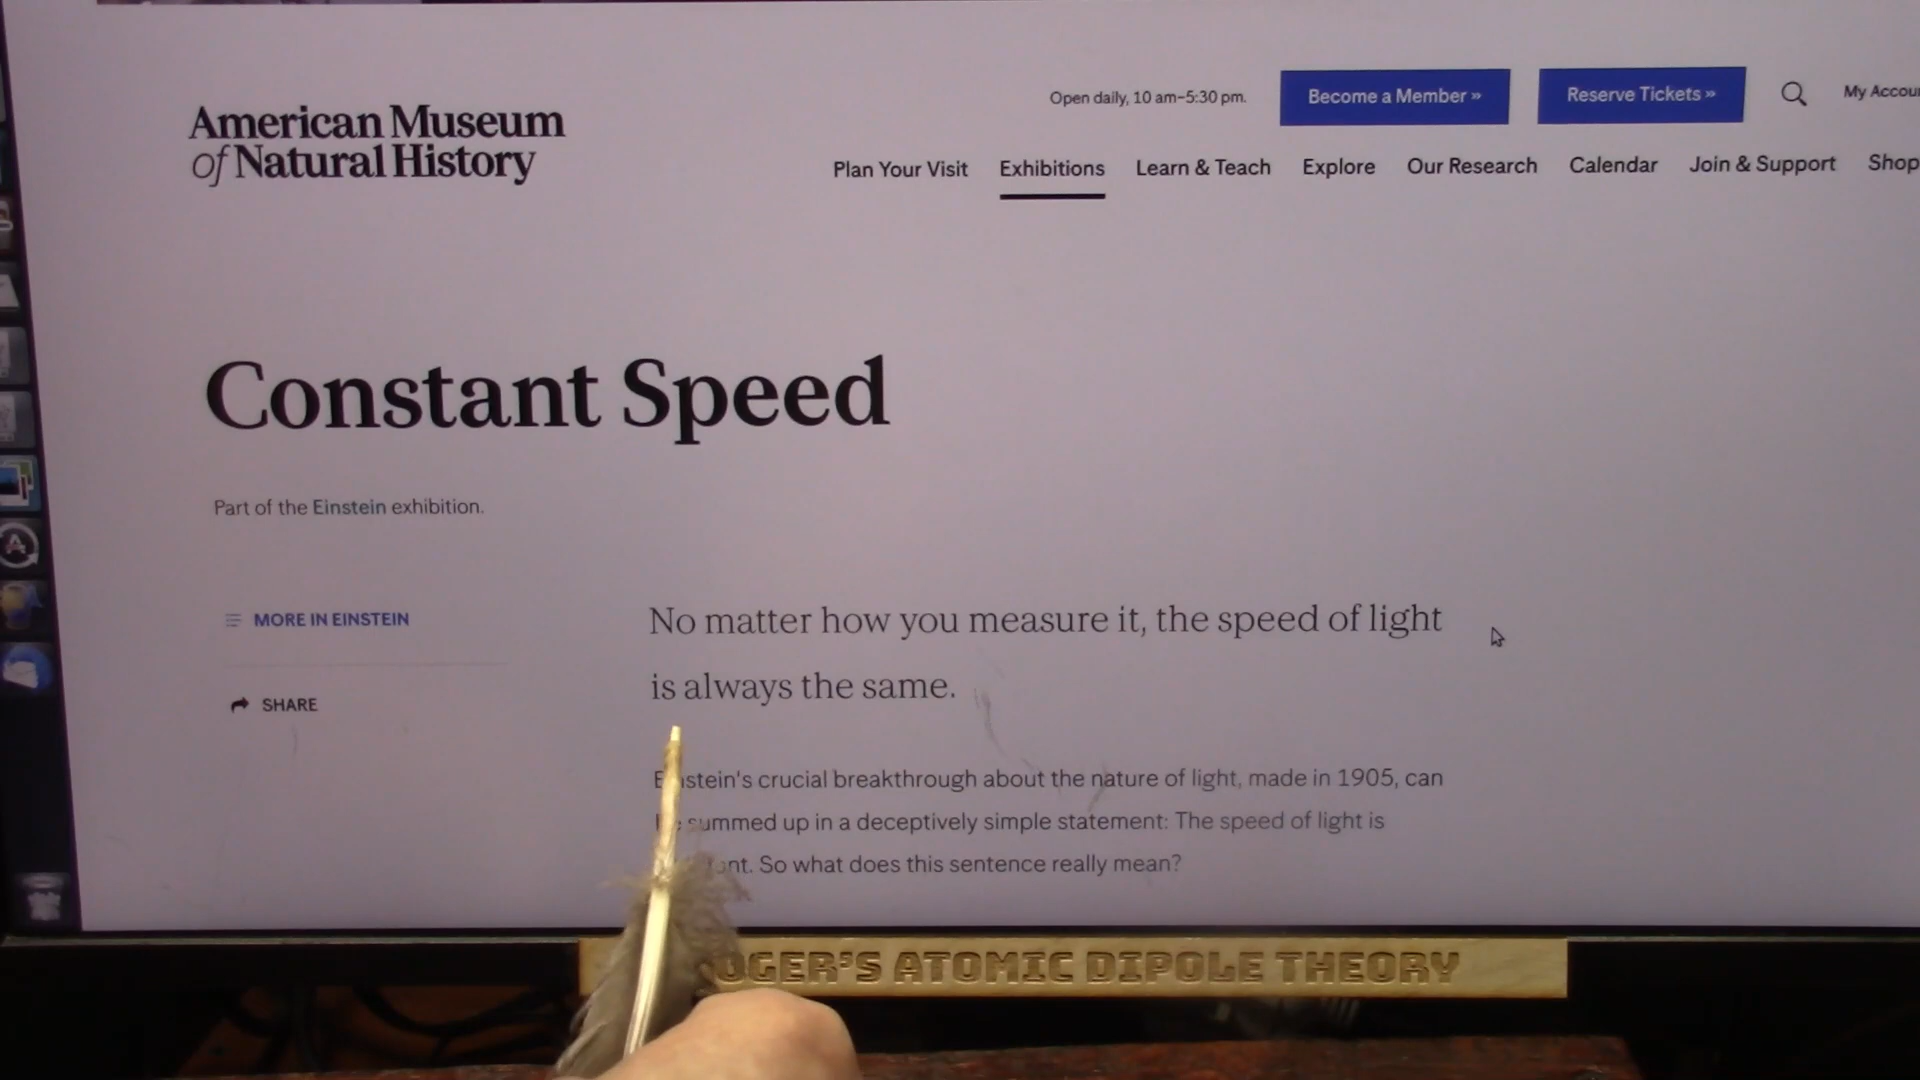 Open daily, 10 am–5:30 pm.
Become a Member »
Reserve Tickets »
My Accou
American Museum
of Natural History
Plan Your Visit
Exhibitions
Learn & Teach
Explore
Our Research
Calendar
Join & Support
Shop
Constant Speed
Part of the Einstein exhibition.
MORE IN EINSTEIN
SHARE
No matter how you measure it, the speed of light
is always the same.
stein's crucial breakthrough about the nature of light, made in 1905, can
summed up in a deceptively simple statement: The speed of light is
nt. So what does this sentence really mean?
OGER'S ATOMIC DIPOLE THEORY